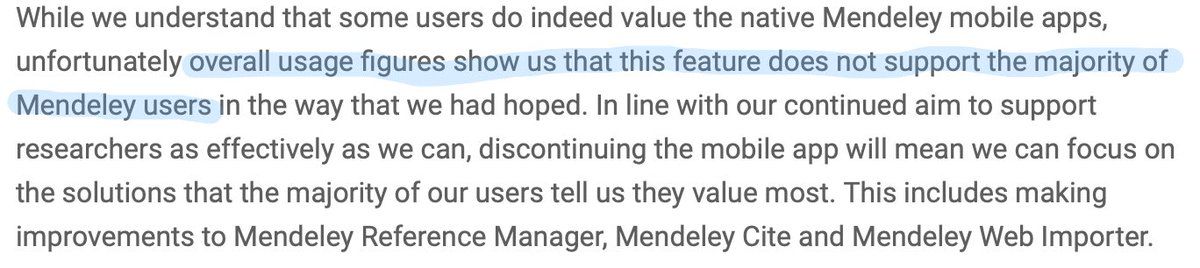 While we understand that some users do indeed value the native Mendeley mobile apps,
unfortunately overall usage figures show us that this feature does not support the majority of
Mendeley users in the way that we had hoped. In line with our continued aim to support
researchers as effectively as we can, discontinuing the mobile app will mean we can focus on
the solutions that the majority of our users tell us they value most. This includes making
improvements to Mendeley Reference Manager, Mendeley Cite and Mendeley Web Importer.